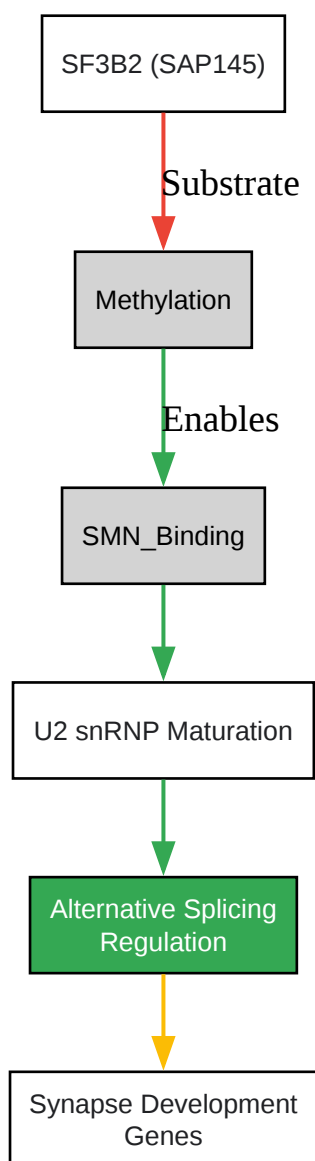 SF3B2 (SAP145)
Substrate
Methylation
Enables
SMN_Binding
U2 snRNP Maturation
Alternative Splicing
Regulation
Synapse Development
Genes